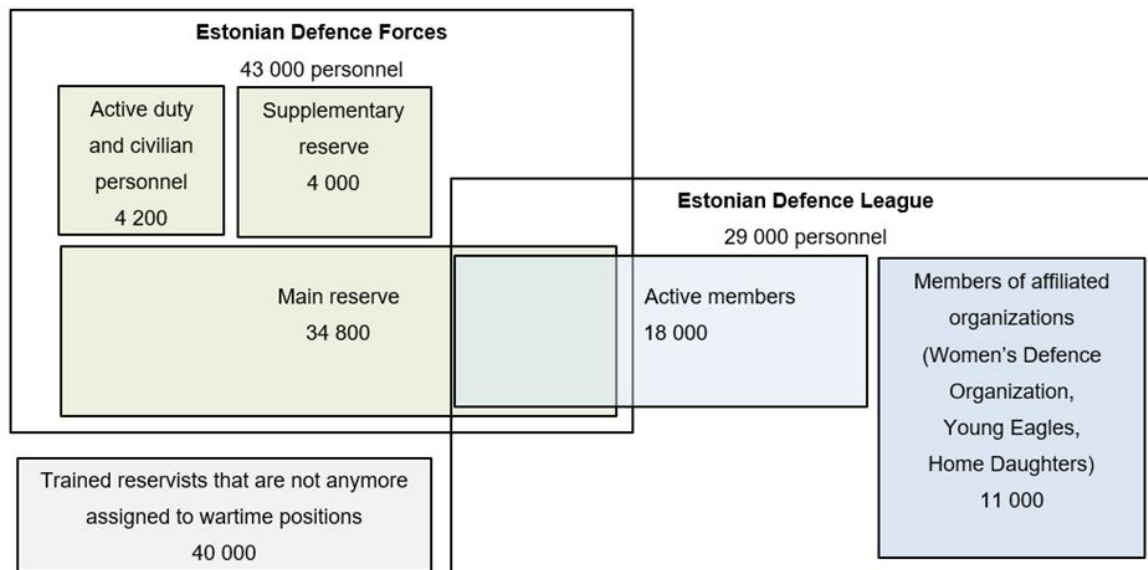 Estonian Defence Forces
43 000 personnel
Active duty
and civilian
personnel
4 200
Supplementary
reserve
4 000
Estonian Defence League
29 000 personnel
Main reserve
34 800
Active members
18 000
Members of affiliated
organizations
(Women’s Defence
Organization,
Young Eagles,
Home Daughters)
11 000
Trained reservists that are not anymore
assigned to wartime positions
40 000